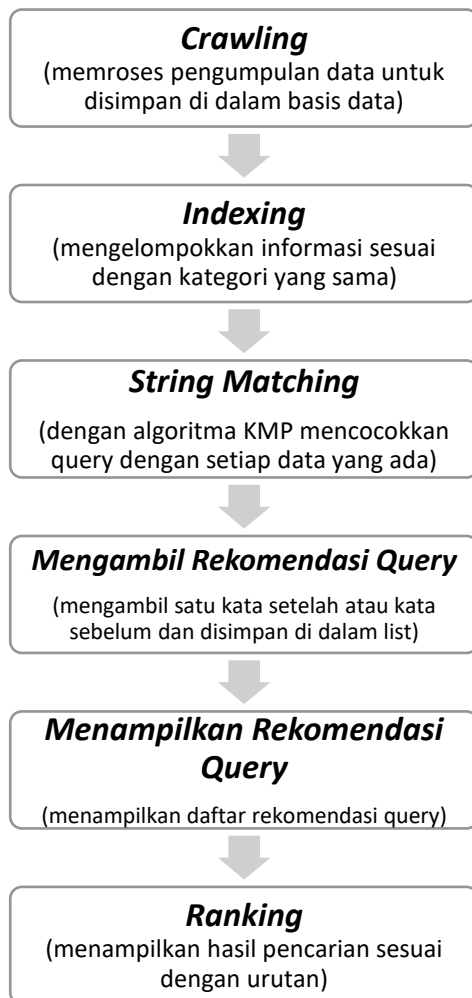 Crawling
(memroses pengumpulan data untuk
disimpan di dalam basis data)
Indexing
(mengelompokkan informasi sesuai
dengan kategori yang sama)
String Matching
(dengan algoritma KMP mencocokkan
query dengan setiap data yang ada)
Mengambil Rekomendasi Query
(mengambil satu kata setelah atau kata
sebelum dan disimpan di dalam list)
Menampilkan Rekomendasi
Query
(menampilkan daftar rekomendasi query)
Ranking
(menampilkan hasil pencarian sesuai
dengan urutan)